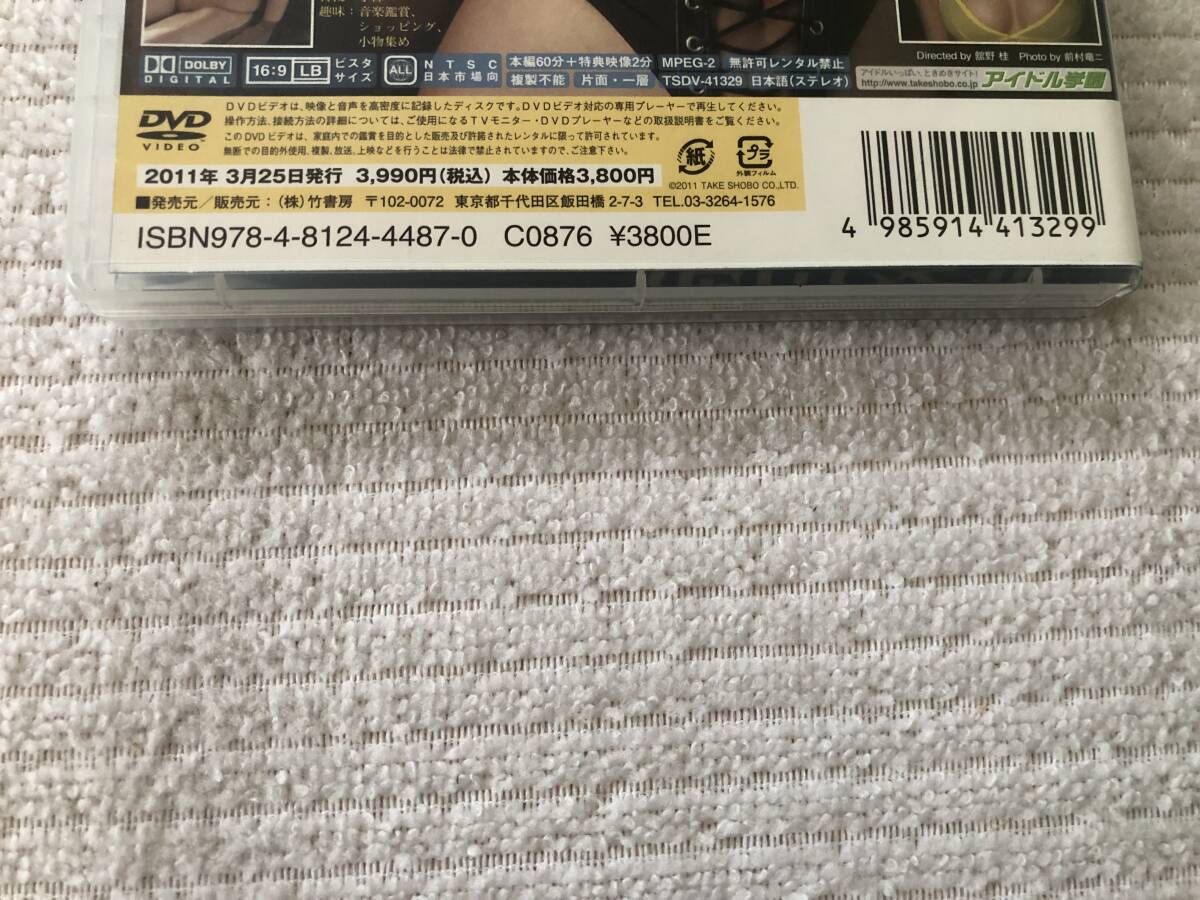 趣味：音楽鑑賞、
ショッピング、
小物集め
Directed by 舘野 桂 Photo by 前村竜二
DOLBY
DIGITAL
16:9 LB
ビスタ
サイズ
ALL
NTSC
日本市場向
本編60分＋特典映像2分
複製不能
片面・一層
MPEG-2
無許可レンタル禁止
TSDV-41329
日本語(ステレオ)
アイドルいっぱい、ときめきサイト!
http://www.takeshobo.co.jp
アイドル学園
DVD
VIDEO
DVDビデオは、映像と音声を高密度に記録したディスクです。DVDビデオ対応の専用プレーヤーで再生してください。
操作方法、接続方法の詳細については、ご使用になるTVモニター・DVDプレーヤーなどの取扱説明書をご覧ください。
このDVDビデオは、家庭内での鑑賞を目的とした販売及び許諾されたレンタルに限って許可されています。
無断での目的外使用、複製、放送、上映などを行うことは法律で禁止されていますので、ご注意下さい。
紙
プラ
外装フィルム
2011年 3月25日発行 3,990円(税込) 本体価格3,800円
©2011 TAKE SHOBO CO.,LTD.
■発売元／販売元：(株)竹書房 〒102-0072 東京都千代田区飯田橋 2-7-3 TEL.03-3264-1576
ISBN978-4-8124-4487-0 C0876 ¥3800E
4 985914 413299